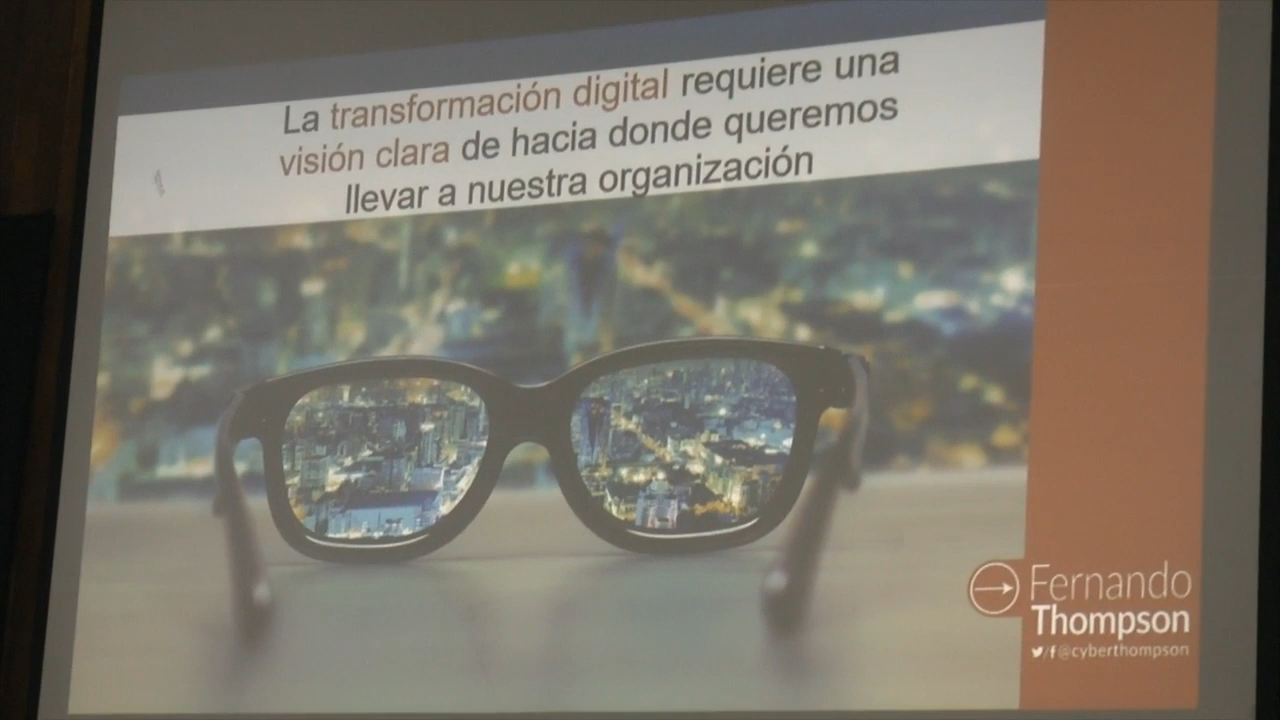 La transformación digital requiere una
visión clara de hacia donde queremos
llevar a nuestra organización
Fernando
Thompson
/f@cyberthompson